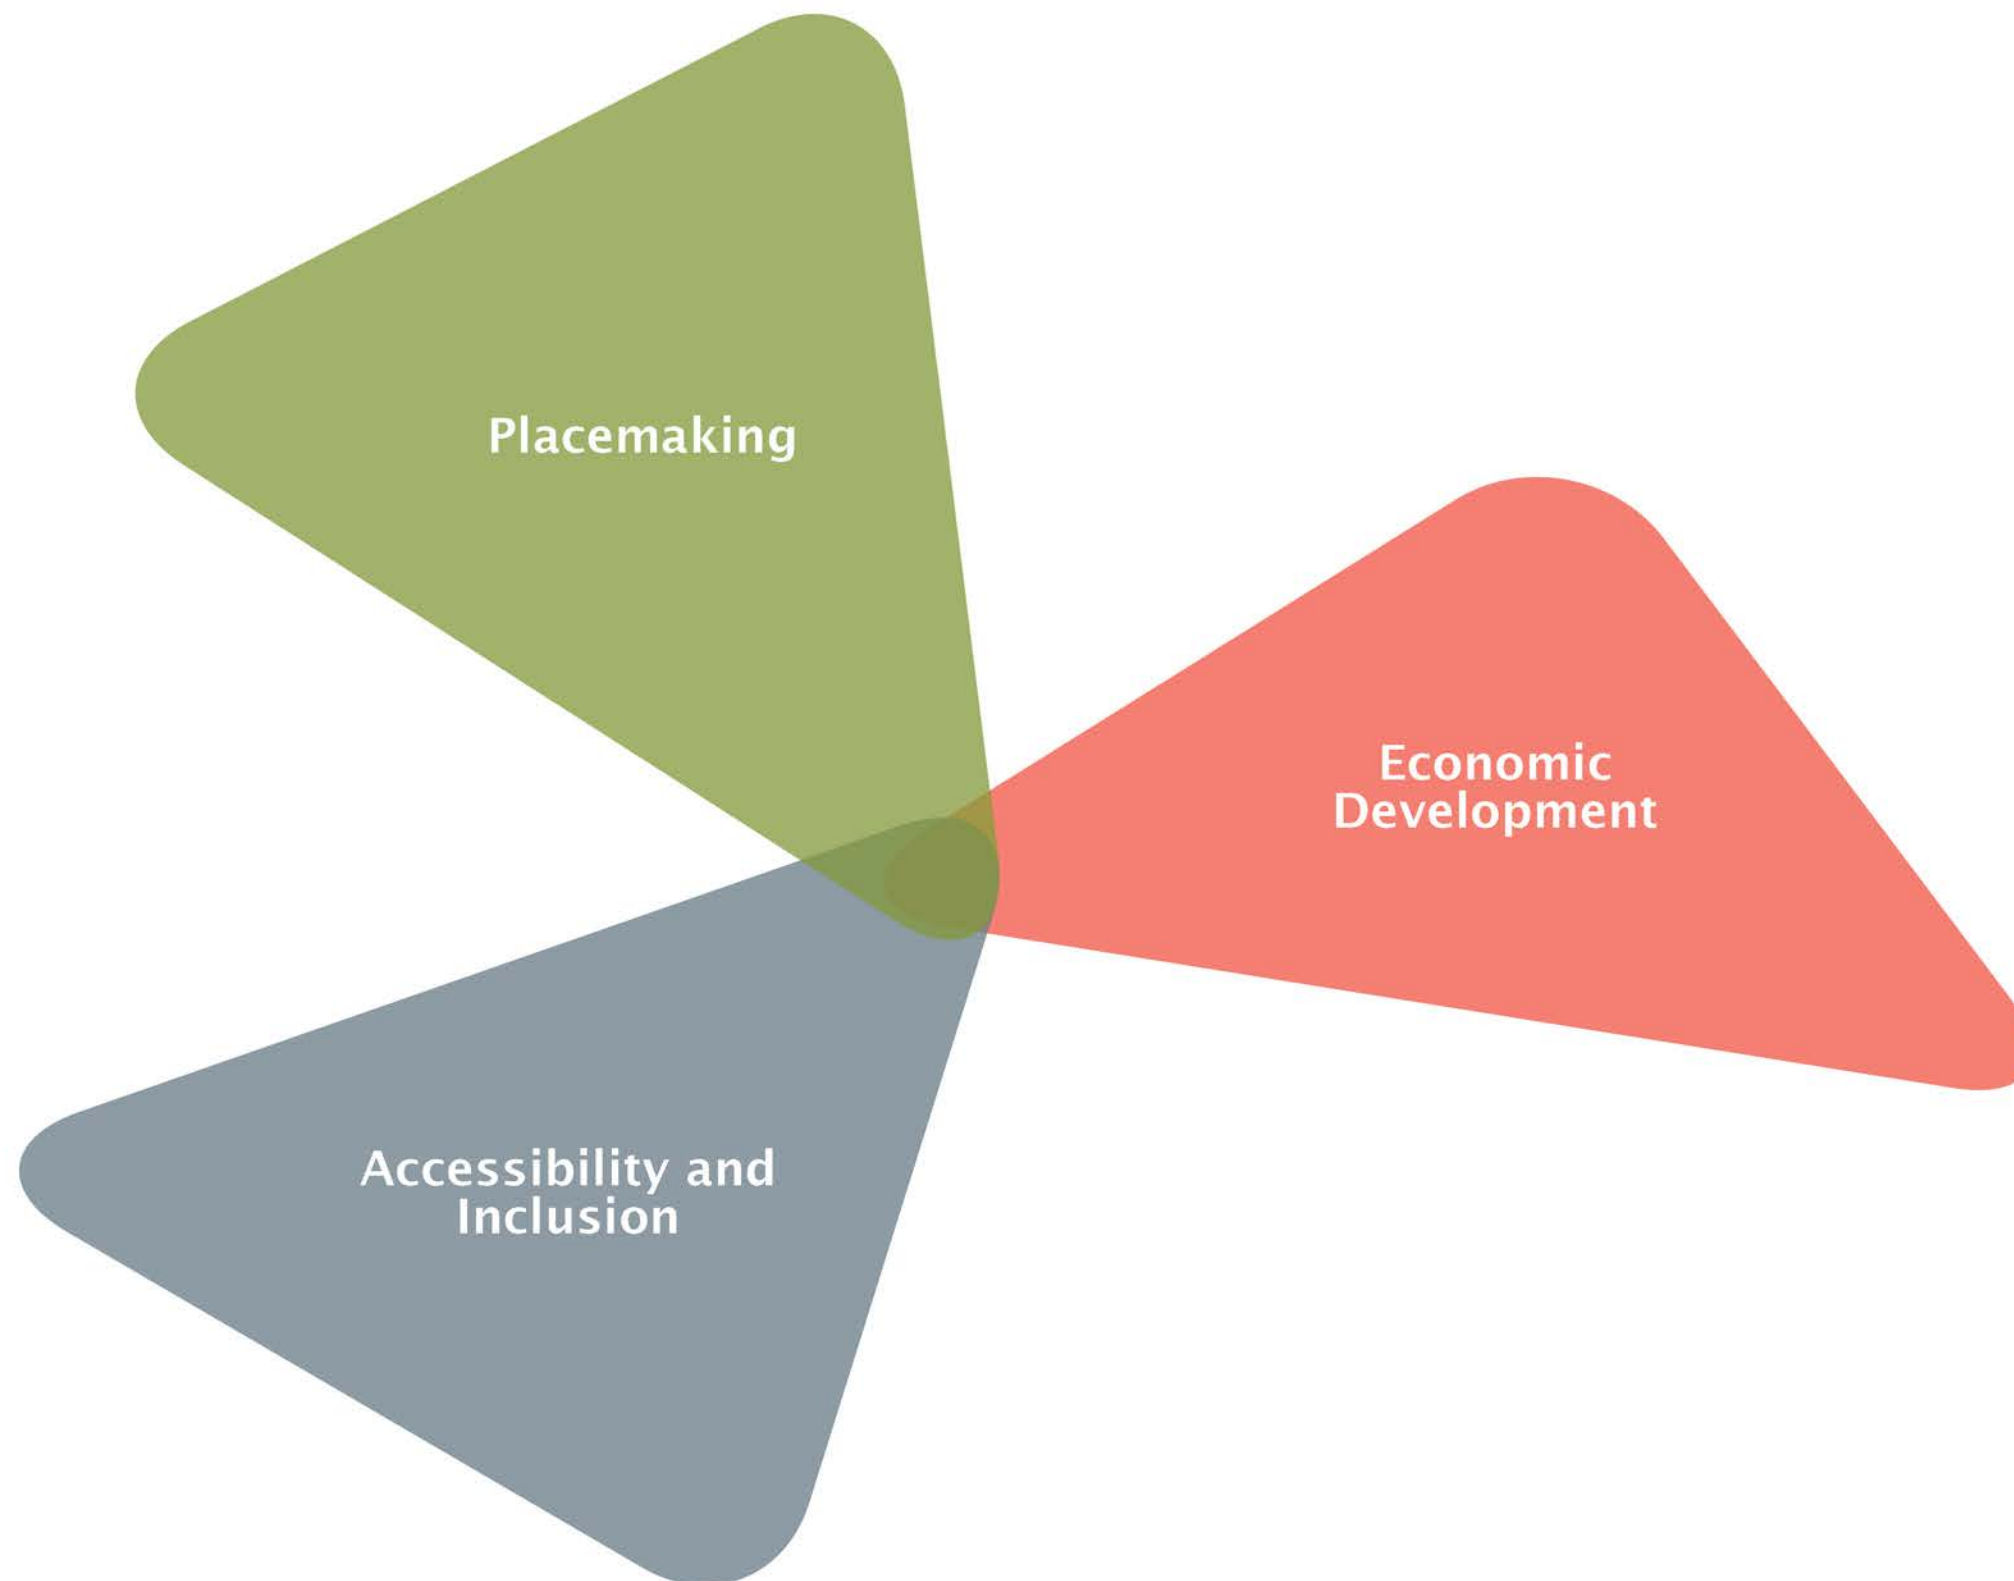 Placemaking
Economic
Development
Accessibility and
Inclusion